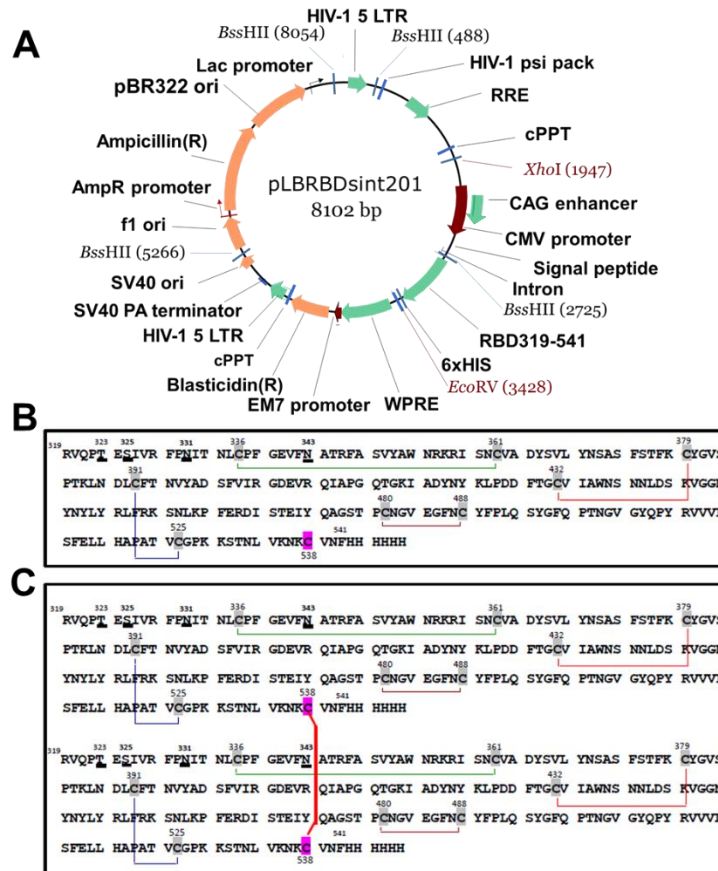 A
HIV-1 5 LTR
BssHII (8054)
BssHII (488)
Lac promoter
HIV-1 psi pack
pBR322 ori
RRE
Ampicillin(R)
cPPT
XhoI (1947)
pLBRBDsint201
8102 bp
AmpR promoter
CAG enhancer
f1 ori
CMV promoter
BssHII (5266)
Signal peptide
Intron
SV40 ori
BssHII (2725)
SV40 PA terminator
RBD319-541
HIV-1 5 LTR
6xHIS
cPPT
EcoRV (3428)
Blasticidin(R)
EM7 promoter
WPRE
B
319 323 325 331 336 343 361 379
RVQPT ESIVR FPNIT NLCPF GEVFN ATRFA SVYAW NRKRI SNCVA DYSVL YNSAS FSTFK CYGVS
391 432
PTKLN DLCFT NVYAD SFVIR GDEVR QIAPG QTGKI ADYNY KLPDD FTGCV IAWNS NNLDS KVGGN
480 488
YNYLY RLFRK SNLKP FERDI STEIY QAGST PCNGV EGFNC YFPLQ SYGFQ PTNGV GYQPY RVVV
525 541
SFELL HAPAT VCGPK KSTNL VKNKC VNFHH HHHH
538
C
319 323 325 331 336 343 361 379
RVQPT ESIVR FPNIT NLCPF GEVFN ATRFA SVYAW NRKRI SNCVA DYSVL YNSAS FSTFK CYGVS
391 432
PTKLN DLCFT NVYAD SFVIR GDEVR QIAPG QTGKI ADYNY KLPDD FTGCV IAWNS NNLDS KVGGN
480 488
YNYLY RLFRK SNLKP FERDI STEIY QAGST PCNGV EGFNC YFPLQ SYGFQ PTNGV GYQPY RVVV
525 538 541
SFELL HAPAT VCGPK KSTNL VKNKC VNFHH HHHH
319 323 325 331 336 343 361 379
RVQPT ESIVR FPNIT NLCPF GEVFN ATRFA SVYAW NRKRI SNCVA DYSVL YNSAS FSTFK CYGVS
391 432
PTKLN DLCFT NVYAD SFVIR GDEVR QIAPG QTGKI ADYNY KLPDD FTGCV IAWNS NNLDS KVGGN
480 488
YNYLY RLFRK SNLKP FERDI STEIY QAGST PCNGV EGFNC YFPLQ SYGFQ PTNGV GYQPY RVVV
525 541
SFELL HAPAT VCGPK KSTNL VKNKC VNFHH HHHH
538